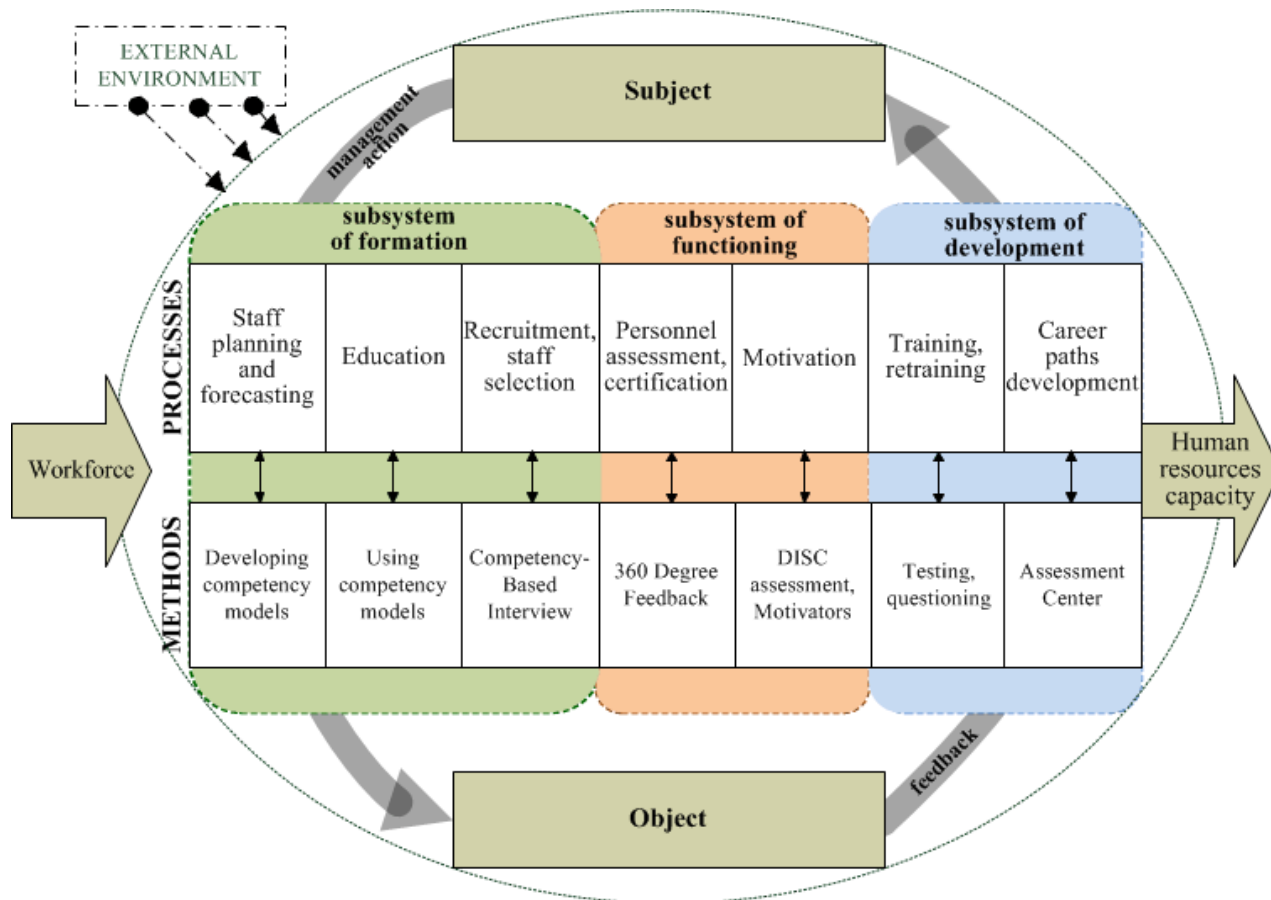 EXTERNAL
ENVIRONMENT
Subject
management
action
subsystem
of formation
subsystem of
functioning
subsystem of
development
PROCESSES
Staff
planning
and
forecasting
Education
Recruitment,
staff
selection
Personnel
assessment,
certification
Motivation
Training,
retraining
Career
paths
development
Workforce
Human
resources
capacity
METHODS
Developing
competency
models
Using
competency
models
Competency-
Based
Interview
360 Degree
Feedback
DISC
assessment,
Motivators
Testing,
questioning
Assessment
Center
feedback
Object